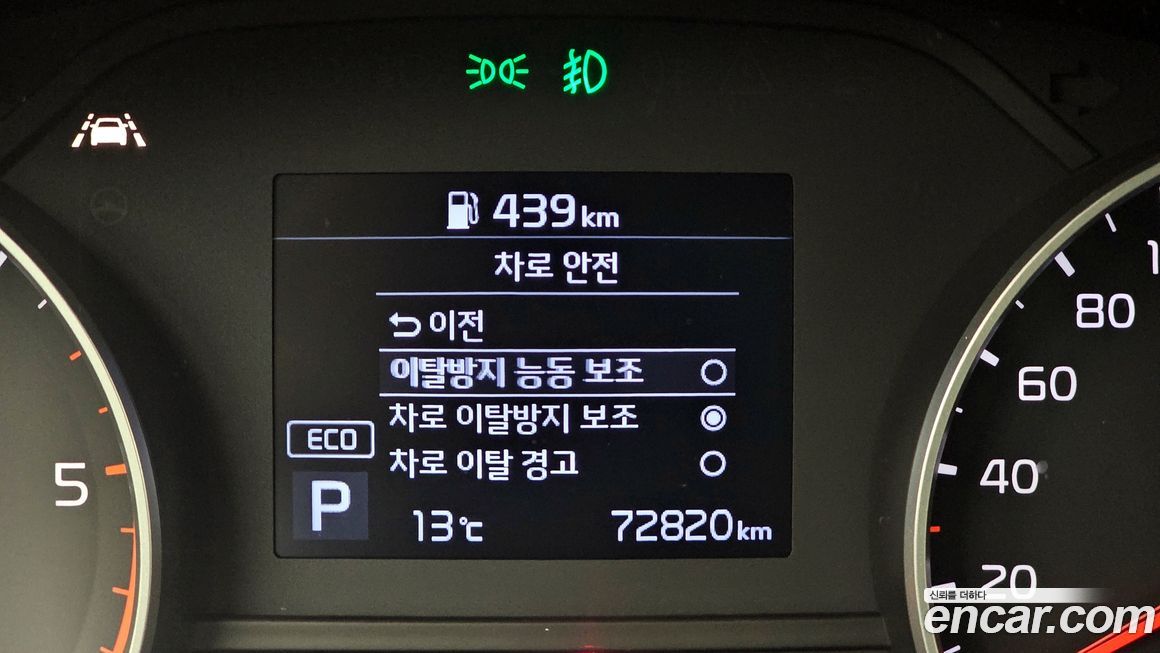 439km
차로 안전
이전
이탈방지 능동 보조
차로 이탈방지 보조
차로 이탈 경고
ECO
P
13℃
72820km
5
80
60
40
20
신뢰를 더하다
encar.com